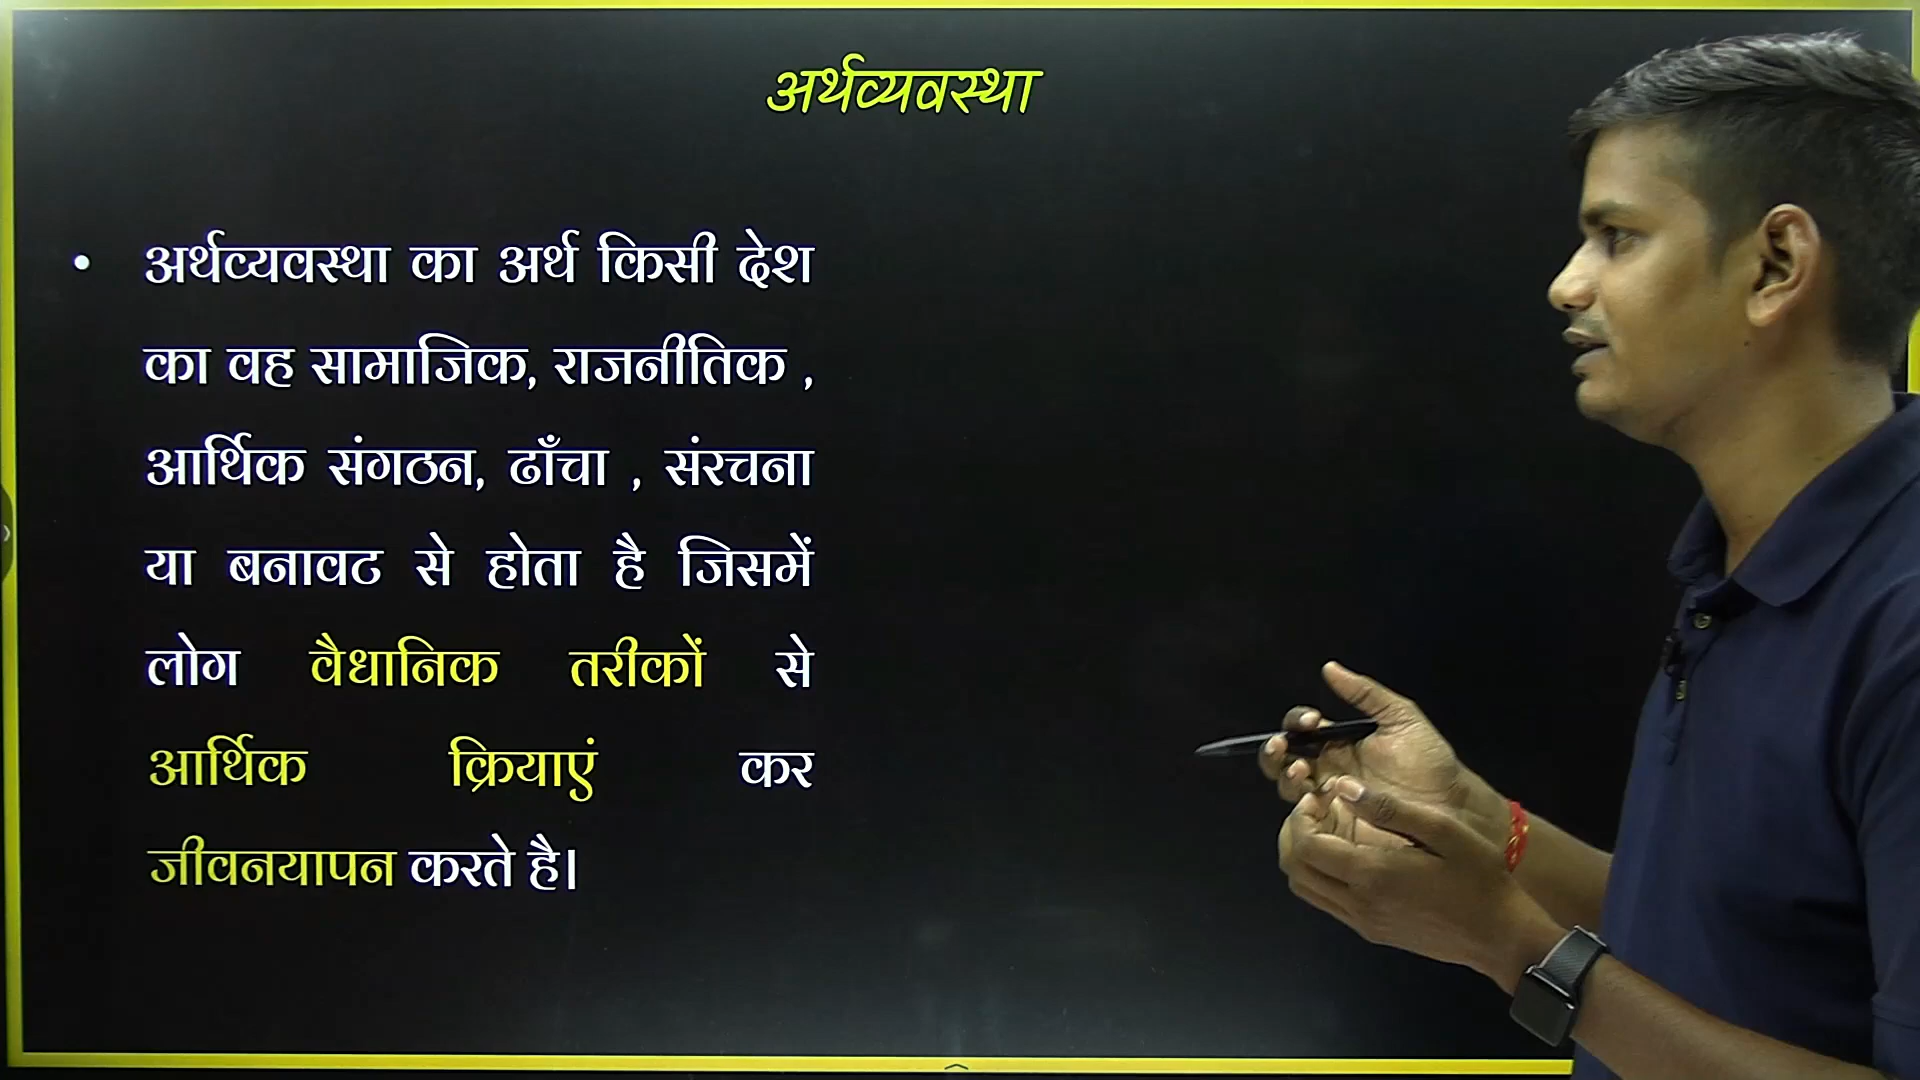 अर्थव्यवस्था
• अर्थव्यवस्था का अर्थ किसी देश
का वह सामाजिक, राजनीतिक ,
आर्थिक संगठन, ढाँचा , संरचना
या बनावट से होता है जिसमें
लोग वैधानिक तरीकों से
आर्थिक क्रियाएं कर
जीवनयापन करते है।